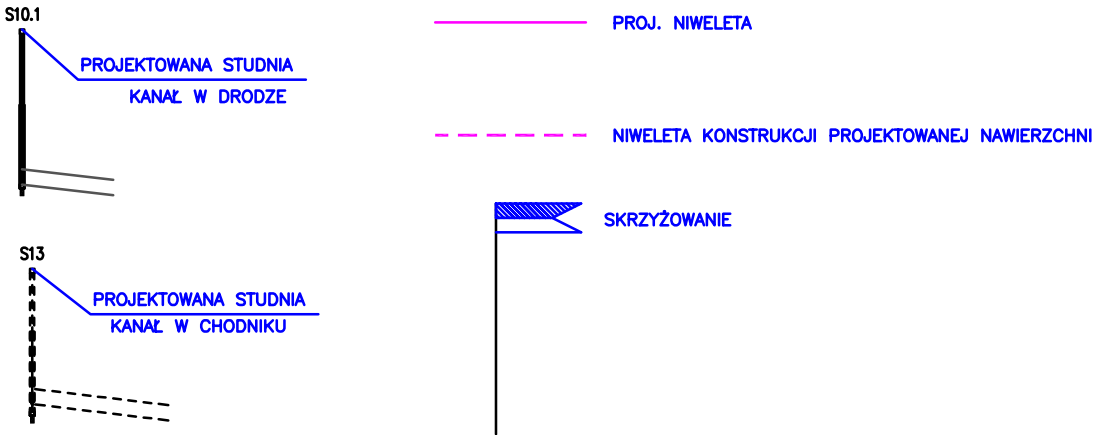 S10.1
PROJEKTOWANA STUDNIA
KANAŁ W DRODZE
PROJ. NIWELETA
NIWELETA KONSTRUKCJI PROJEKTOWANEJ NAWIERZCHNI
SKRZYŻOWANIE
S13
PROJEKTOWANA STUDNIA
KANAŁ W CHODNIKU